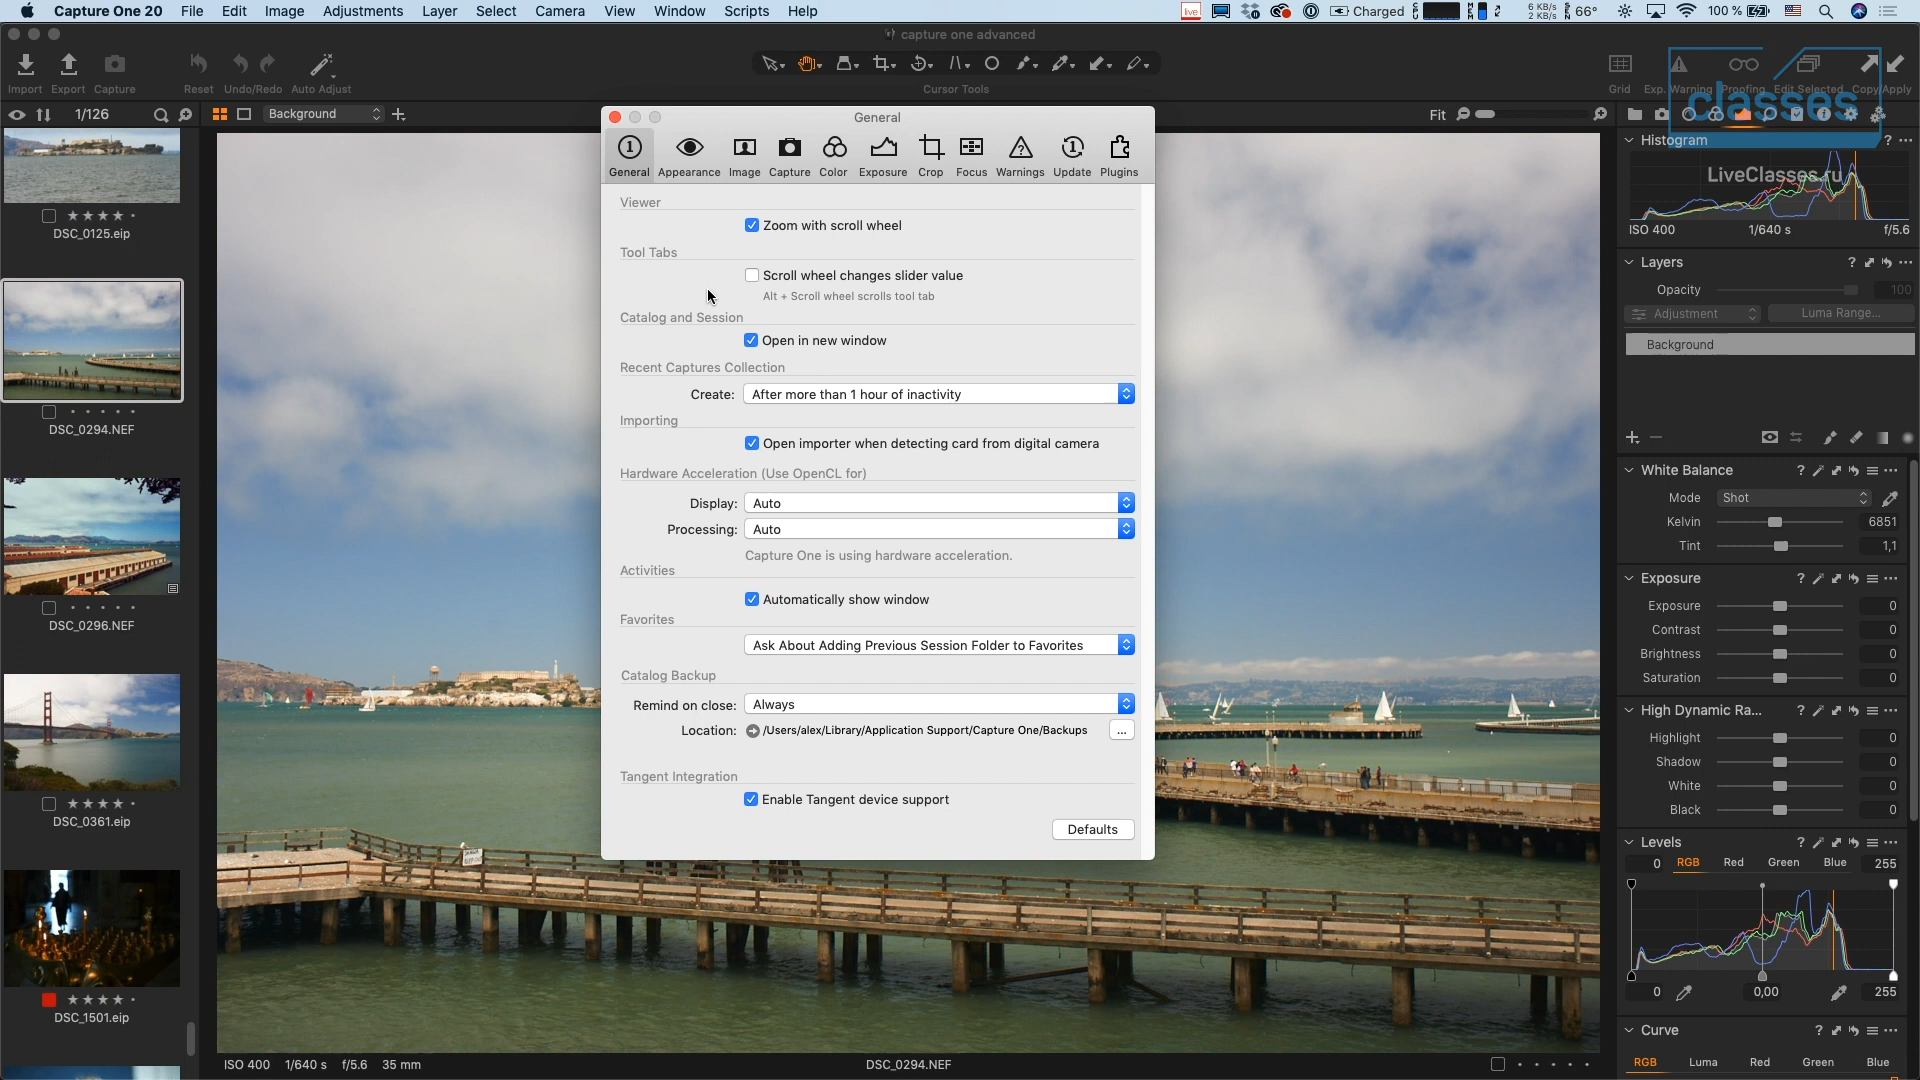 Capture One 20 File Edit Image Adjustments Layer Select Camera View Window Scripts Help
live Charged 6 KB/s 2 KB/s 66° 100 %
capture one advanced
Import Export Capture Reset Undo/Redo Auto Adjust
Cursor Tools
Grid Exp. Warning Proofing Edit Selected Copy/Apply
1/126
Background
Fit
classes
LiveClasses.ru
DSC_0125.eip
DSC_0294.NEF
DSC_0296.NEF
DSC_0361.eip
DSC_1501.eip
General
General Appearance Image Capture Color Exposure Crop Focus Warnings Update Plugins
Viewer
Zoom with scroll wheel
Tool Tabs
Scroll wheel changes slider value
Alt + Scroll wheel scrolls tool tab
Catalog and Session
Open in new window
Recent Captures Collection
Create: After more than 1 hour of inactivity
Importing
Open importer when detecting card from digital camera
Hardware Acceleration (Use OpenCL for)
Display: Auto
Processing: Auto
Capture One is using hardware acceleration.
Activities
Automatically show window
Favorites
Ask About Adding Previous Session Folder to Favorites
Catalog Backup
Remind on close: Always
Location: /Users/alex/Library/Application Support/Capture One/Backups ...
Tangent Integration
Enable Tangent device support
Defaults
ISO 400 1/640 s f/5.6 35 mm
DSC_0294.NEF
Histogram
ISO 400 1/640 s f/5.6
Layers
Opacity 100
Adjustment Luma Range...
Background
White Balance
Mode Shot
Kelvin 6851
Tint 1,1
Exposure
Exposure 0
Contrast 0
Brightness 0
Saturation 0
High Dynamic Ra...
Highlight 0
Shadow 0
White 0
Black 0
Levels
0 RGB Red Green Blue 255
0 0,00 255
Curve
RGB Luma Red Green Blue